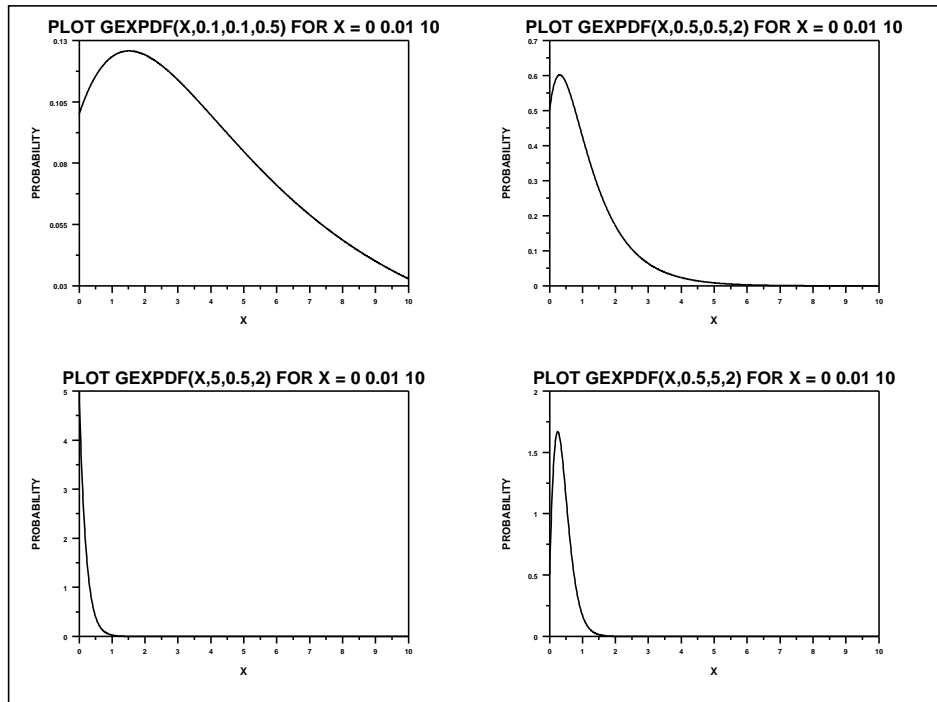 PLOT GEXPDF(X,0.1,0.1,0.5) FOR X = 0 0.01 10
0.13
0.105
0.08
0.055
0.03
PROBABILITY
0 1 2 3 4 5 6 7 8 9 10
X
PLOT GEXPDF(X,0.5,0.5,2) FOR X = 0 0.01 10
0.7
0.6
0.5
0.4
0.3
0.2
0.1
0
PROBABILITY
0 1 2 3 4 5 6 7 8 9 10
X
PLOT GEXPDF(X,5,0.5,2) FOR X = 0 0.01 10
5
4
3
2
1
0
PROBABILITY
0 1 2 3 4 5 6 7 8 9 10
X
PLOT GEXPDF(X,0.5,5,2) FOR X = 0 0.01 10
2
1.5
1
0.5
0
PROBABILITY
0 1 2 3 4 5 6 7 8 9 10
X